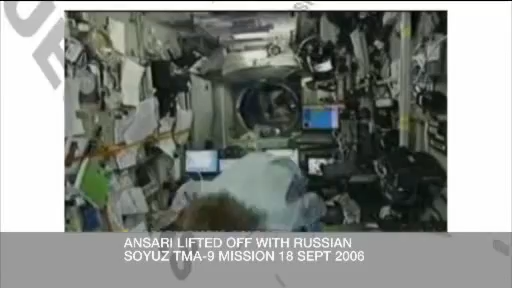 ANSARI LIFTED OFF WITH RUSSIAN
SOYUZ TMA-9 MISSION 18 SEPT 2006